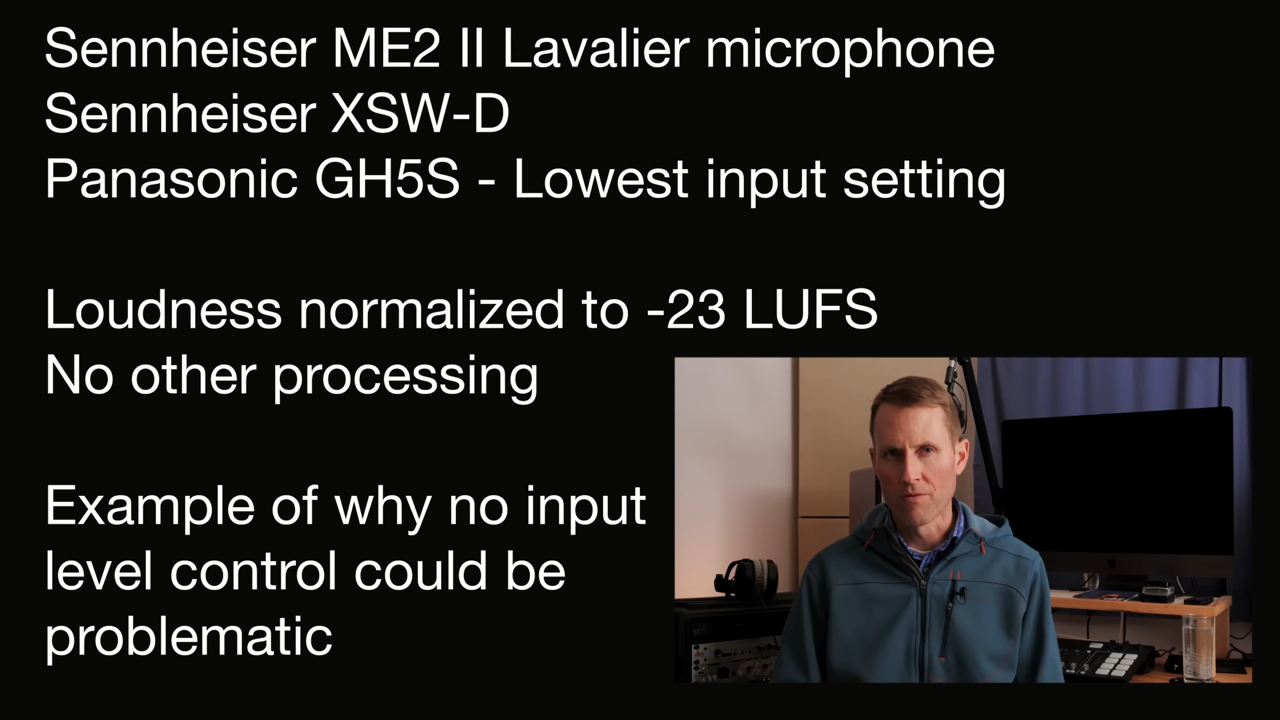 Sennheiser ME2 II Lavalier microphone
Sennheiser XSW-D
Panasonic GH5S - Lowest input setting
Loudness normalized to -23 LUFS
No other processing
Example of why no input
level control could be
problematic